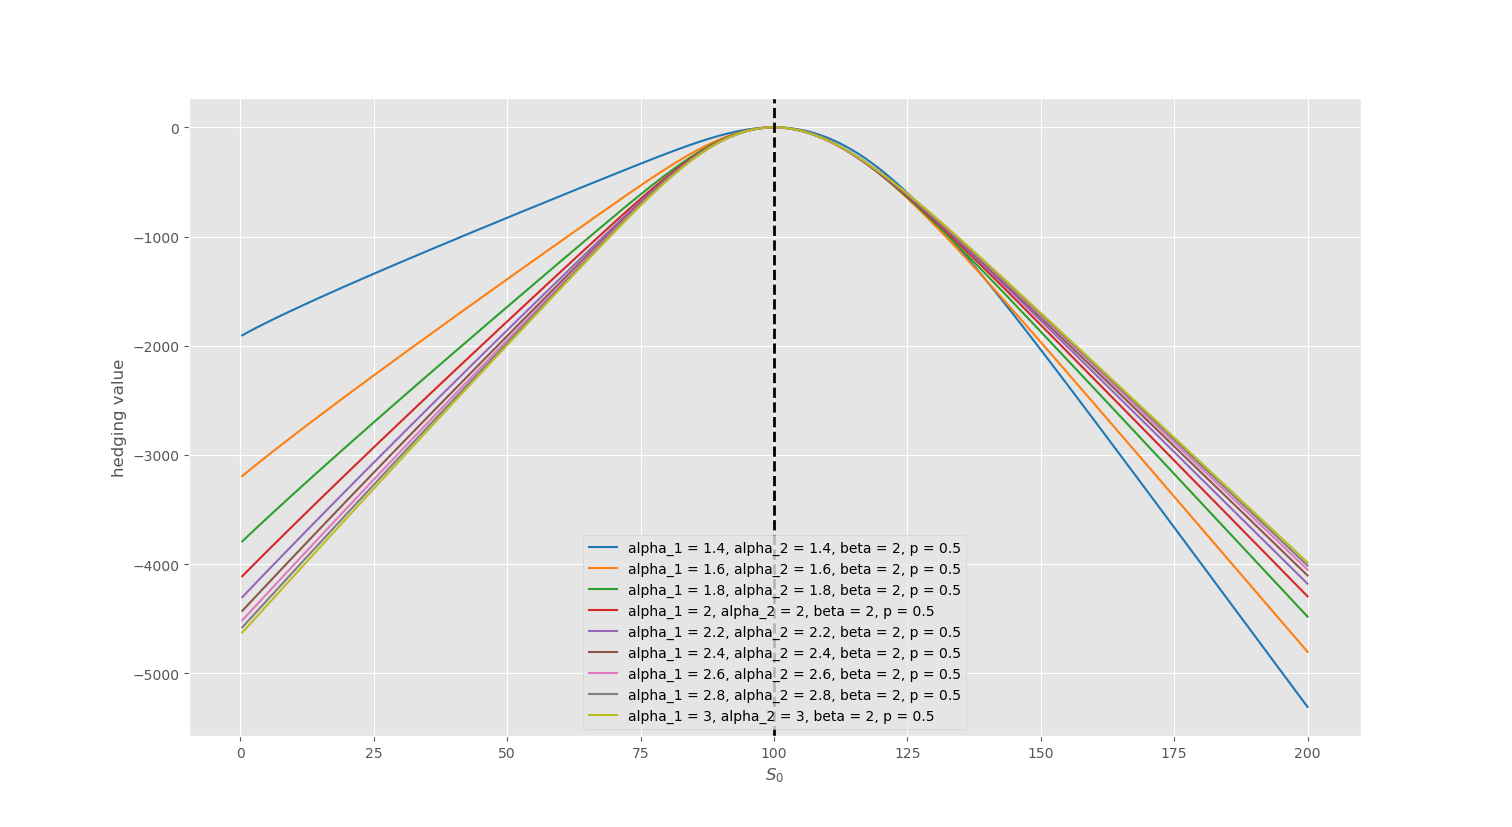 0
−1000
−2000
−3000
−4000
−5000
hedging value
alpha_1 = 1.4, alpha_2 = 1.4, beta = 2, p = 0.5
alpha_1 = 1.6, alpha_2 = 1.6, beta = 2, p = 0.5
alpha_1 = 1.8, alpha_2 = 1.8, beta = 2, p = 0.5
alpha_1 = 2, alpha_2 = 2, beta = 2, p = 0.5
alpha_1 = 2.2, alpha_2 = 2.2, beta = 2, p = 0.5
alpha_1 = 2.4, alpha_2 = 2.4, beta = 2, p = 0.5
alpha_1 = 2.6, alpha_2 = 2.6, beta = 2, p = 0.5
alpha_1 = 2.8, alpha_2 = 2.8, beta = 2, p = 0.5
alpha_1 = 3, alpha_2 = 3, beta = 2, p = 0.5
0 25 50 75 100 125 150 175 200
S₀